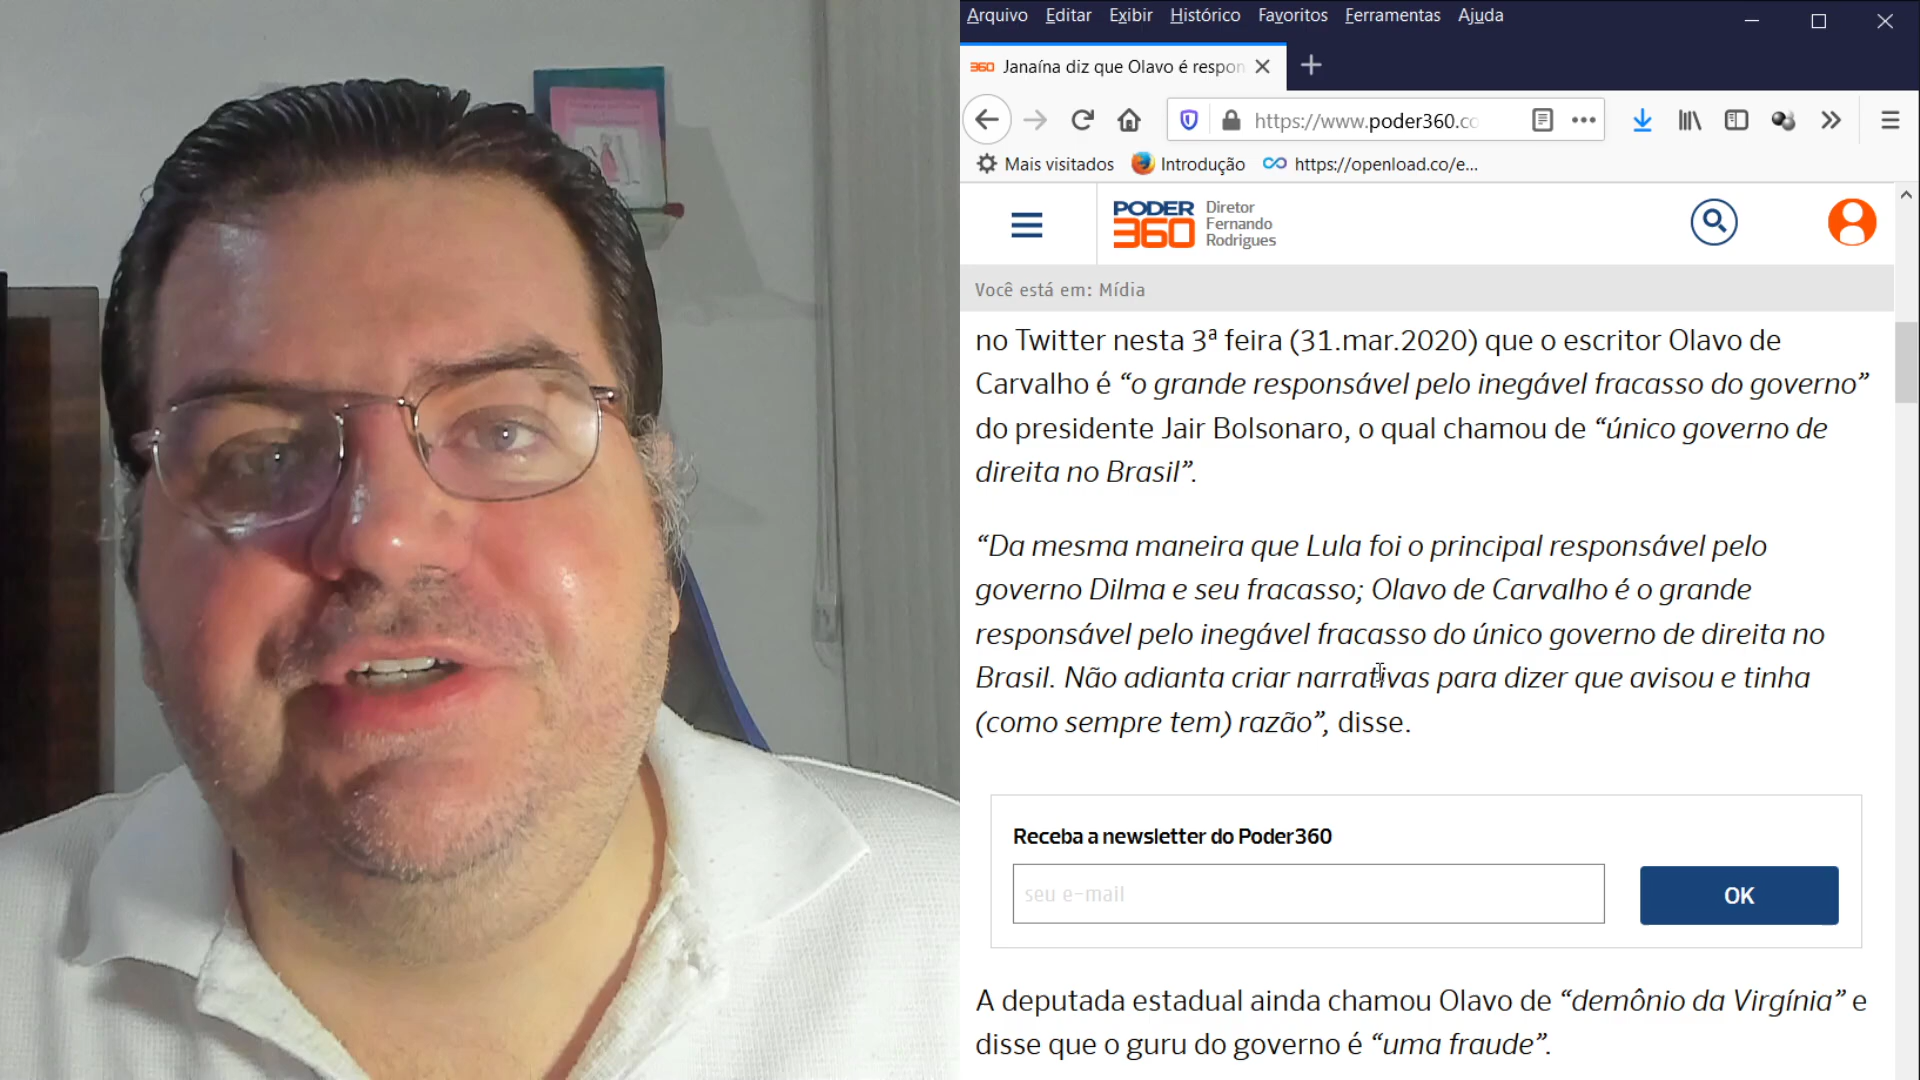 Arquivo Editar Exibir Histórico Favoritos Ferramentas Ajuda
360 Janaína diz que Olavo é respon
https://www.poder360.co
Mais visitados Introdução https://openload.co/e...
PODER
360
Diretor
Fernando
Rodrigues
Você está em: Mídia
no Twitter nesta 3ª feira (31.mar.2020) que o escritor Olavo de
Carvalho é “o grande responsável pelo inegável fracasso do governo”
do presidente Jair Bolsonaro, o qual chamou de “único governo de
direita no Brasil”.
“Da mesma maneira que Lula foi o principal responsável pelo
governo Dilma e seu fracasso; Olavo de Carvalho é o grande
responsável pelo inegável fracasso do único governo de direita no
Brasil. Não adianta criar narrativas para dizer que avisou e tinha
(como sempre tem) razão”, disse.
Receba a newsletter do Poder360
seu e-mail
OK
A deputada estadual ainda chamou Olavo de “demônio da Virgínia” e
disse que o guru do governo é “uma fraude”.